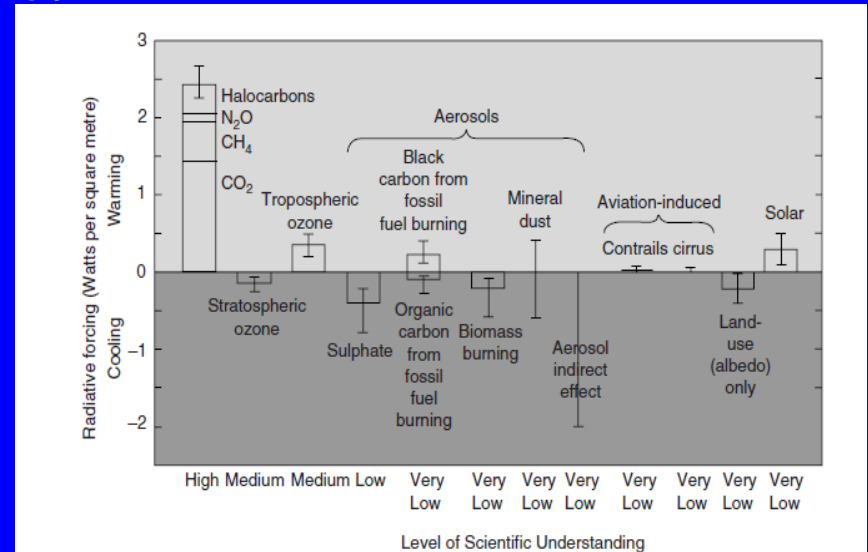 3
2
1
0
−1
−2
Radiative forcing (Watts per square metre)
Cooling Warming
Halocarbons
N₂O
CH₄
CO₂
Tropospheric
ozone
Stratospheric
ozone
Aerosols
Black
carbon from
fossil
fuel burning
Sulphate
Organic
carbon
from
fossil
fuel
burning
Biomass
burning
Mineral
dust
Aerosol
indirect
effect
Aviation-induced
Contrails cirrus
Land-
use
(albedo)
only
Solar
High Medium Medium Low Very Very Very Very Very Very Very Very
Low Low Low Low Low Low Low Low
Level of Scientific Understanding